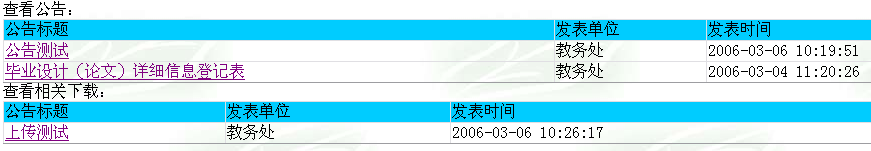 查看公告:
公告标题 发表单位 发表时间
公告测试 教务处 2006-03-06 10:19:51
毕业设计（论文）详细信息登记表 教务处 2006-03-04 11:20:26
查看相关下载:
公告标题 发表单位 发表时间
上传测试 教务处 2006-03-06 10:26:17